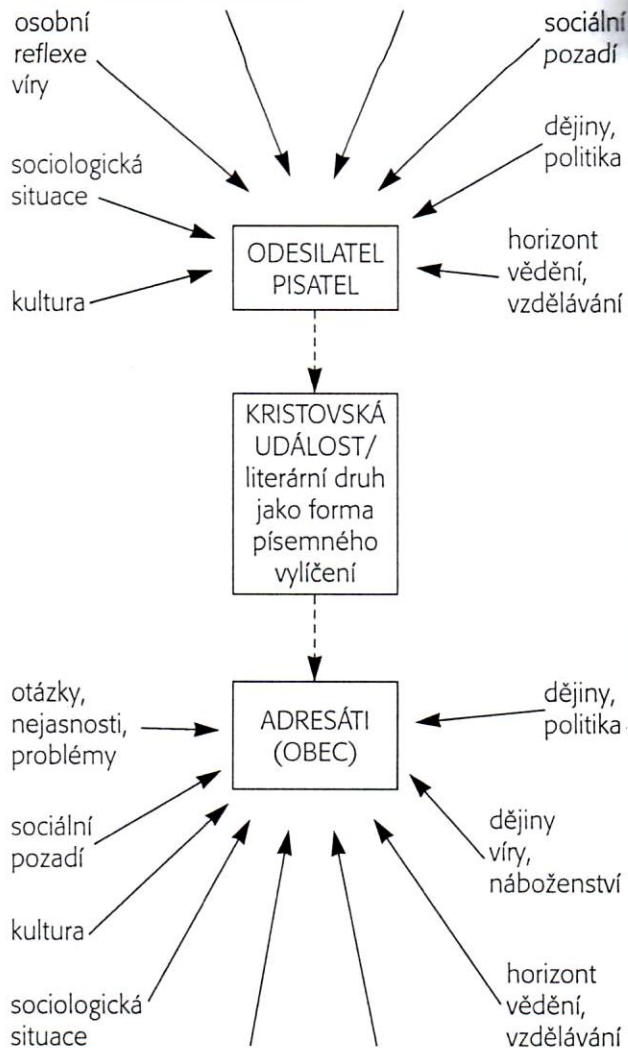 osobní
reflexe
víry
sociální
pozadí
dějiny,
politika
sociologická
situace
ODESILATEL
PISATEL
horizont
vědění,
vzdělávání
kultura
KRISTOVSKÁ
UDÁLOST/
literární druh
jako forma
písemného
vylíčení
otázky,
nejasnosti,
problémy
ADRESÁTI
(OBEC)
dějiny,
politika
sociální
pozadí
dějiny
víry,
náboženství
kultura
sociologická
situace
horizont
vědění,
vzdělávání